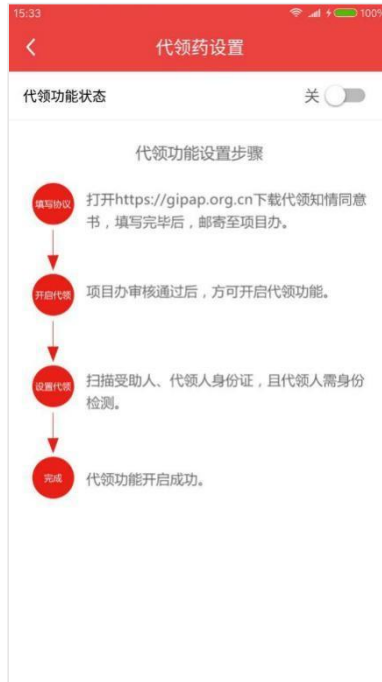 15:33
100%
代领药设置
代领功能状态
关
代领功能设置步骤
填写协议
打开https://gipap.org.cn下载代领知情同意
书，填写完毕后，邮寄至项目办。
开启代领
项目办审核通过后，方可开启代领功能。
设置代领
扫描受助人、代领人身份证，且代领人需身份
检测。
完成
代领功能开启成功。